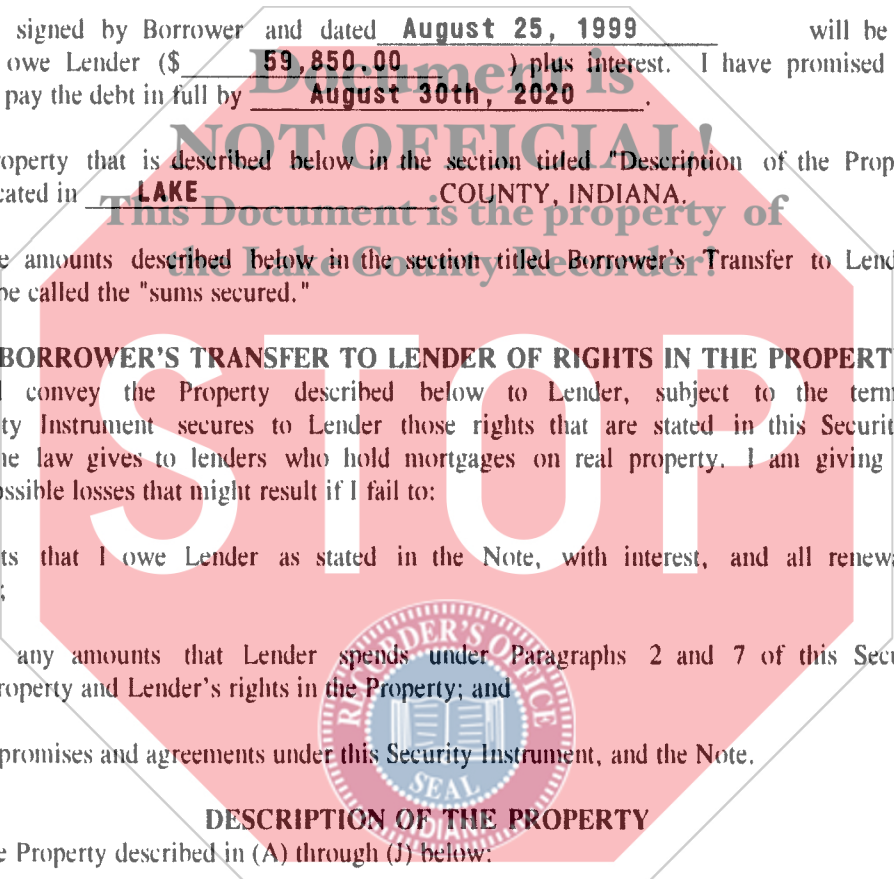 signed by Borrower and dated August 25, 1999 will be
owe Lender ($ 59,850.00 ) plus interest. I have promised
pay the debt in full by August 30th, 2020 .
Document is
NOT OFFICIAL!
This Document is the property of
the Lake County Recorder!
STOP
operty that is described below in the section titled "Description of the Prop
cated in LAKE COUNTY, INDIANA.
e amounts described below in the section titled Borrower's Transfer to Lend
be called the "sums secured."
BORROWER'S TRANSFER TO LENDER OF RIGHTS IN THE PROPERTY
convey the Property described below to Lender, subject to the term
ty Instrument secures to Lender those rights that are stated in this Securit
he law gives to lenders who hold mortgages on real property. I am giving
ossible losses that might result if I fail to:
ts that I owe Lender as stated in the Note, with interest, and all renewa
;
any amounts that Lender spends under Paragraphs 2 and 7 of this Secu
roperty and Lender's rights in the Property; and
promises and agreements under this Security Instrument, and the Note.
RECORDER'S OFFICE
SEAL
INDIANA
DESCRIPTION OF THE PROPERTY
e Property described in (A) through (J) below: